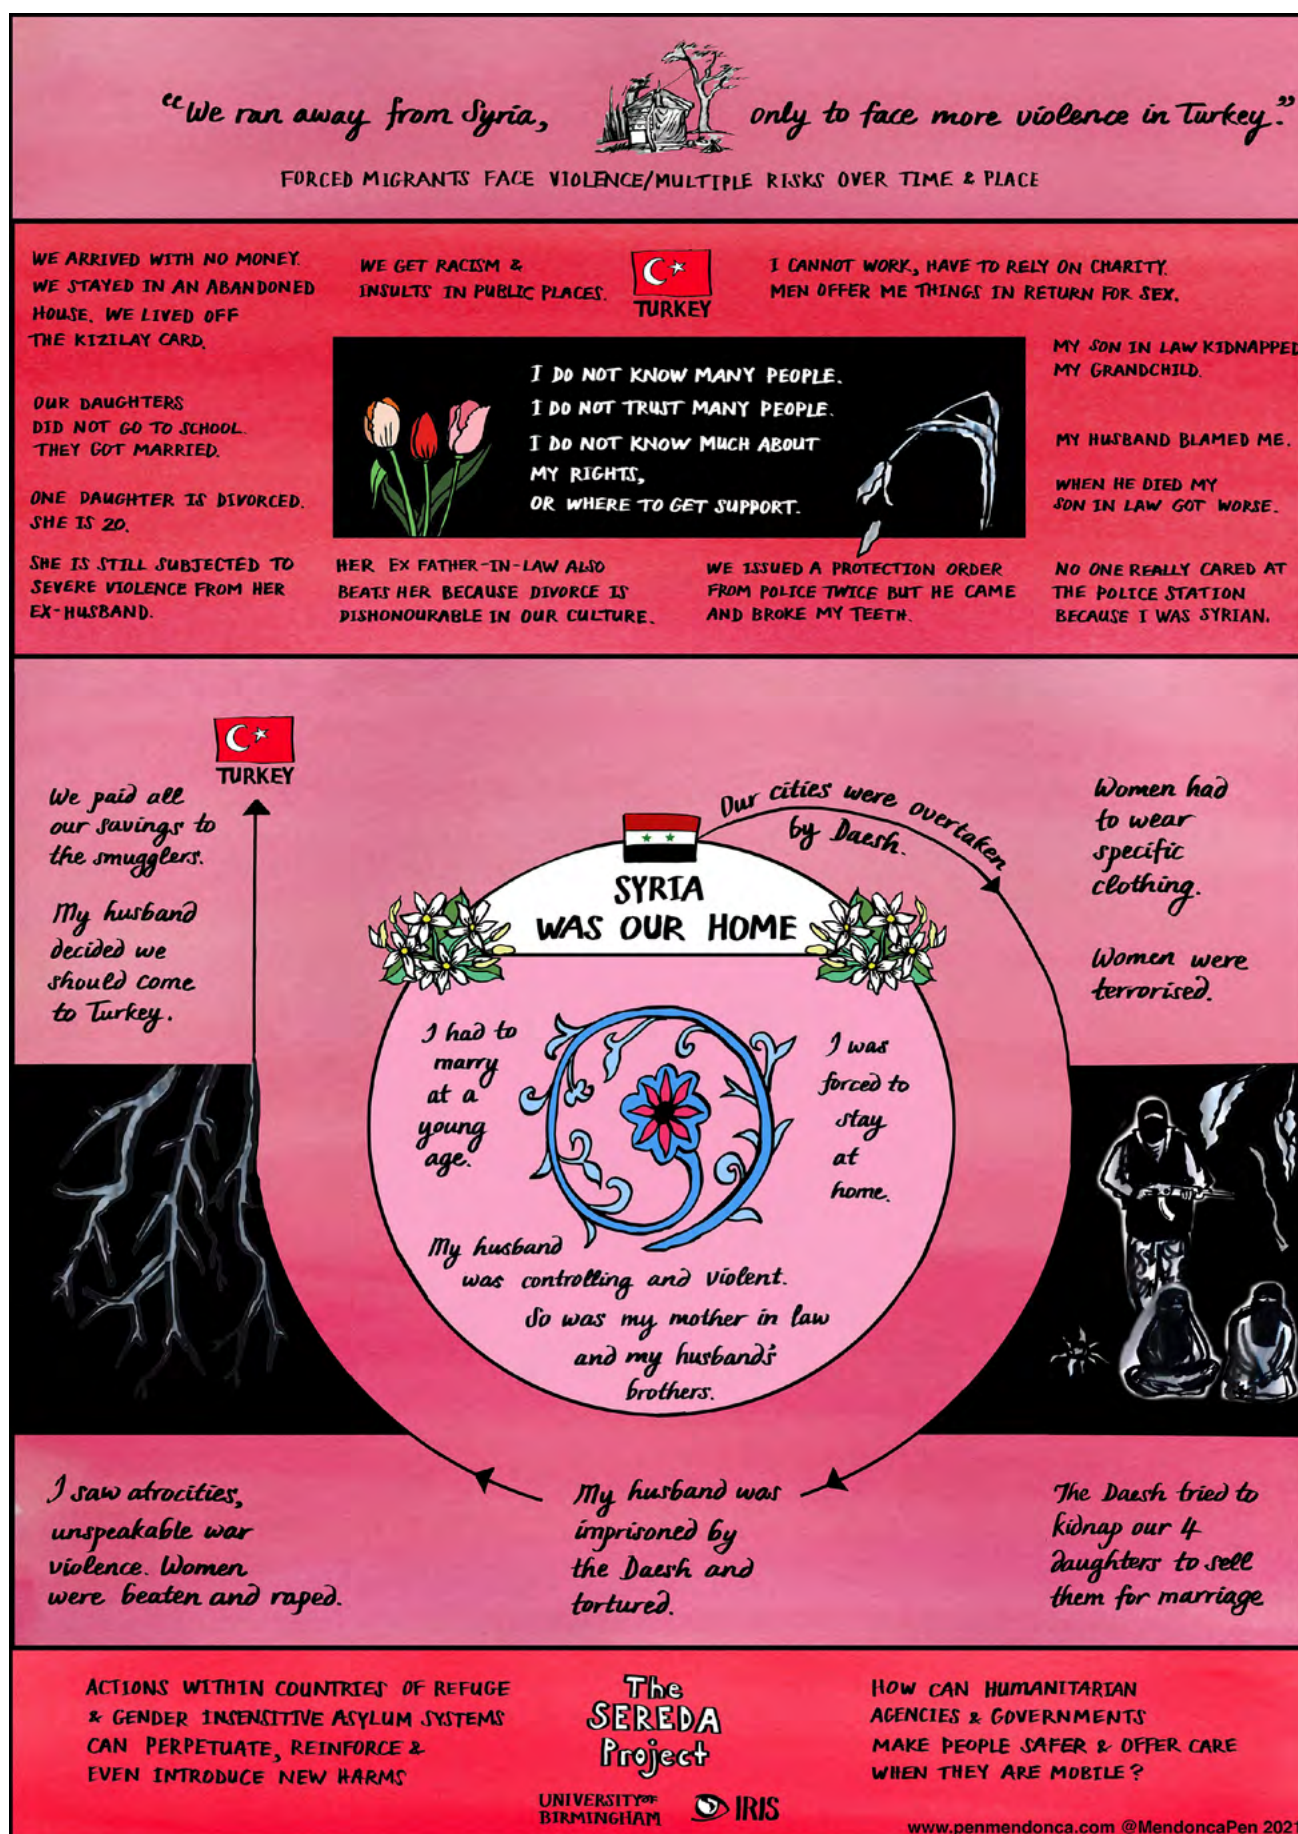 “We ran away from Syria, only to face more violence in Turkey.”
FORCED MIGRANTS FACE VIOLENCE/MULTIPLE RISKS OVER TIME & PLACE
WE ARRIVED WITH NO MONEY.
WE STAYED IN AN ABANDONED
HOUSE. WE LIVED OFF
THE KIZILAY CARD.
OUR DAUGHTERS
DID NOT GO TO SCHOOL.
THEY GOT MARRIED.
ONE DAUGHTER IS DIVORCED.
SHE IS 20.
SHE IS STILL SUBJECTED TO
SEVERE VIOLENCE FROM HER
EX-HUSBAND.
WE GET RACISM &
INSULTS IN PUBLIC PLACES.
TURKEY
I CANNOT WORK, HAVE TO RELY ON CHARITY.
MEN OFFER ME THINGS IN RETURN FOR SEX.
I DO NOT KNOW MANY PEOPLE.
I DO NOT TRUST MANY PEOPLE.
I DO NOT KNOW MUCH ABOUT
MY RIGHTS,
OR WHERE TO GET SUPPORT.
HER EX FATHER-IN-LAW ALSO
BEATS HER BECAUSE DIVORCE IS
DISHONOURABLE IN OUR CULTURE.
WE ISSUED A PROTECTION ORDER
FROM POLICE TWICE BUT HE CAME
AND BROKE MY TEETH.
MY SON IN LAW KIDNAPPED
MY GRANDCHILD.
MY HUSBAND BLAMED ME.
WHEN HE DIED MY
SON IN LAW GOT WORSE.
NO ONE REALLY CARED AT
THE POLICE STATION
BECAUSE I WAS SYRIAN.
SYRIA
WAS OUR HOME
I had to
marry
at a
young
age.
I was
forced to
stay
at
home.
My husband
was controlling and violent.
So was my mother in law
and my husband's
brothers.
Our cities were overtaken
by Daesh.
Women had
to wear
specific
clothing.
Women were
terrorised.
The Daesh tried to
kidnap our 4
daughters to sell
them for marriage
My husband was
imprisoned by
the Daesh and
tortured.
I saw atrocities,
unspeakable war
violence. Women
were beaten and raped.
We paid all
our savings to
the smugglers.
My husband
decided we
should come
to Turkey.
TURKEY
ACTIONS WITHIN COUNTRIES OF REFUGE
& GENDER INSENSITIVE ASYLUM SYSTEMS
CAN PERPETUATE, REINFORCE &
EVEN INTRODUCE NEW HARMS
The
SEREDA
Project
UNIVERSITY OF
BIRMINGHAM
IRIS
HOW CAN HUMANITARIAN
AGENCIES & GOVERNMENTS
MAKE PEOPLE SAFER & OFFER CARE
WHEN THEY ARE MOBILE?
www.penmendonca.com @MendoncaPen 2021